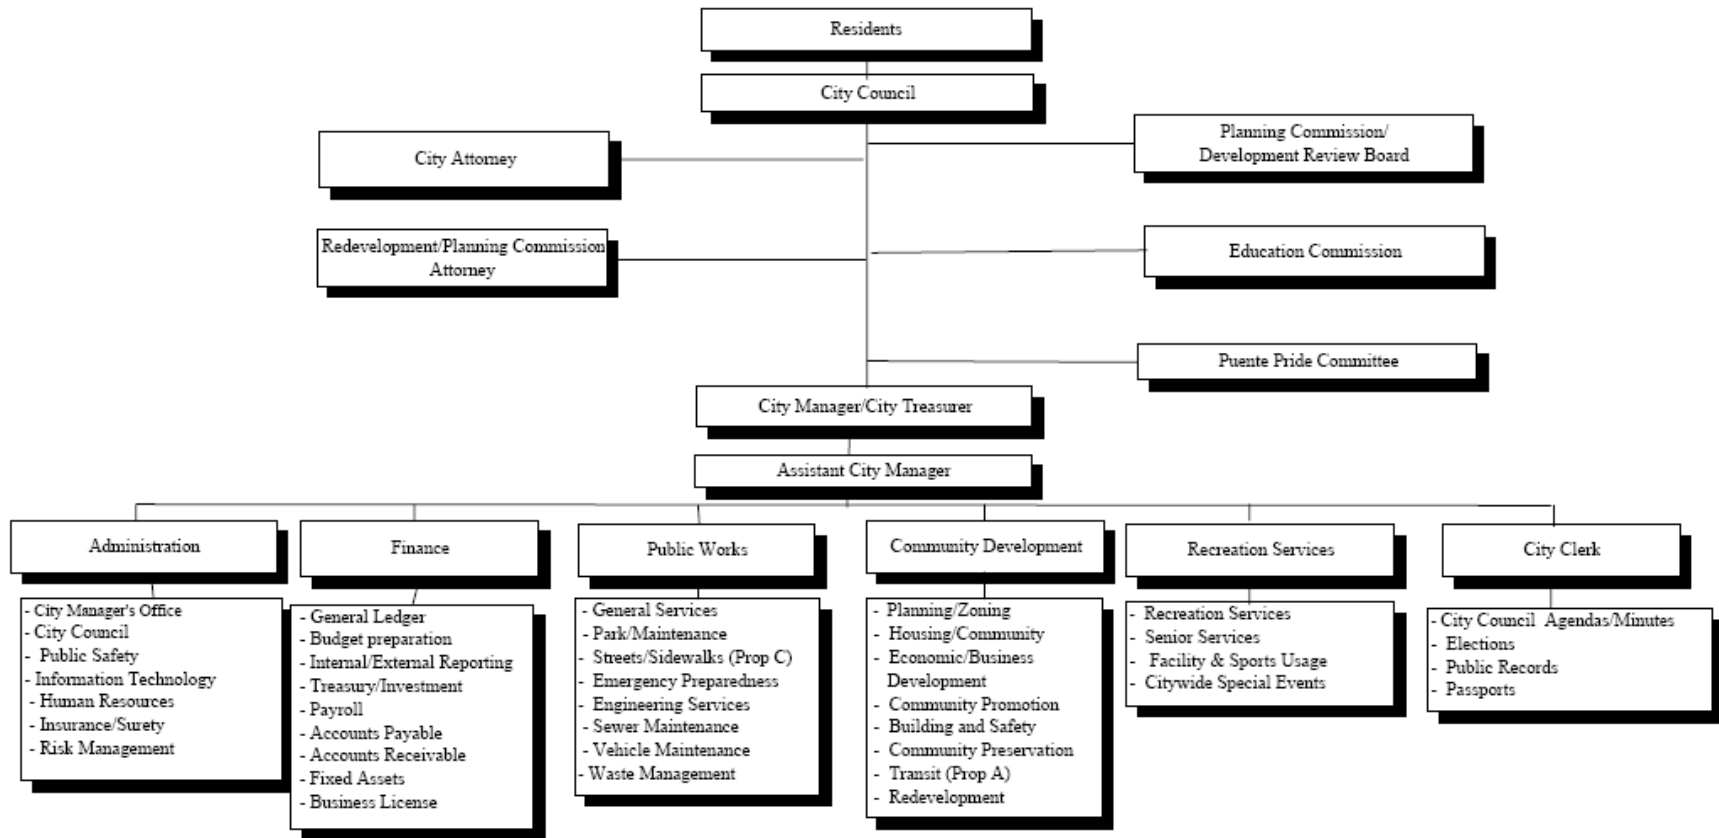 Residents
City Council
City Attorney
Planning Commission/
Development Review Board
Redevelopment/Planning Commission
Attorney
Education Commission
Puente Pride Committee
City Manager/City Treasurer
Assistant City Manager
Administration
- City Manager's Office
- City Council
- Public Safety
- Information Technology
- Human Resources
- Insurance/Surety
- Risk Management
Finance
- General Ledger
- Budget preparation
- Internal/External Reporting
- Treasury/Investment
- Payroll
- Accounts Payable
- Accounts Receivable
- Fixed Assets
- Business License
Public Works
- General Services
- Park/Maintenance
- Streets/Sidewalks (Prop C)
- Emergency Preparedness
- Engineering Services
- Sewer Maintenance
- Vehicle Maintenance
- Waste Management
Community Development
- Planning/Zoning
- Housing/Community
- Economic/Business
Development
- Community Promotion
- Building and Safety
- Community Preservation
- Transit (Prop A)
- Redevelopment
Recreation Services
- Recreation Services
- Senior Services
- Facility & Sports Usage
- Citywide Special Events
City Clerk
- City Council Agendas/Minutes
- Elections
- Public Records
- Passports